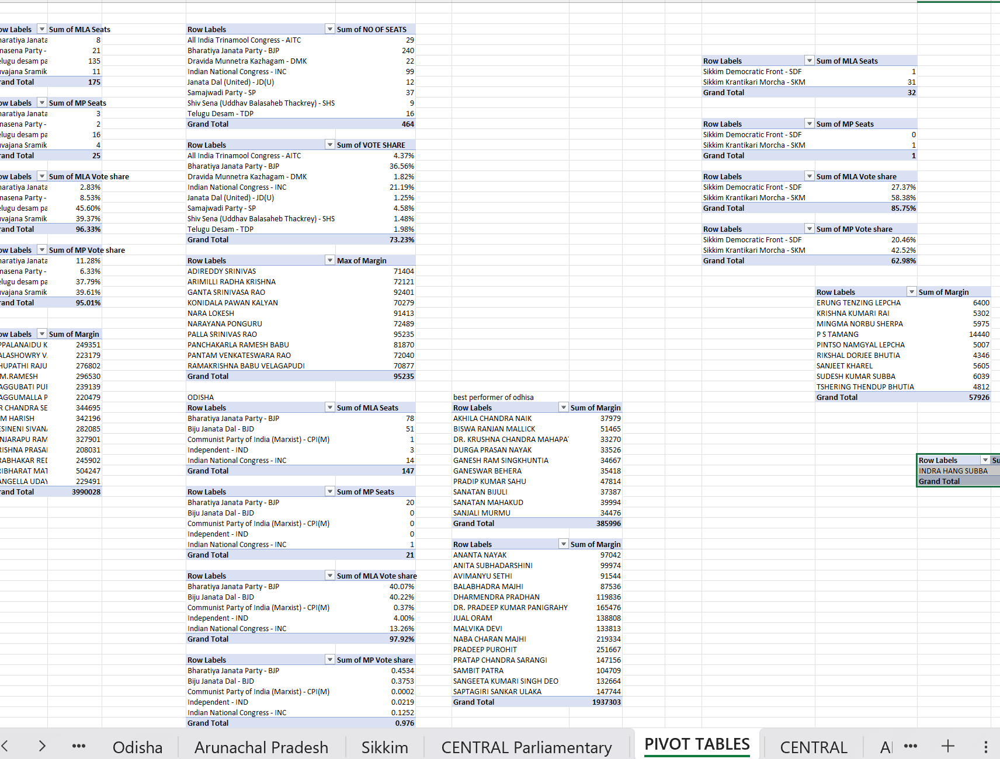 ow Labels Sum of MLA Seats
haratiya Janata 8
nasena Party - 21
elugu desam pa 135
uvajana Sramik 11
rand Total 175
ow Labels Sum of MP Seats
haratiya Janata 3
nasena Party - 2
elugu desam pa 16
uvajana Sramik 4
rand Total 25
ow Labels Sum of MLA Vote share
haratiya Janata 2.83%
nasena Party - 8.53%
elugu desam pa 45.60%
uvajana Sramik 39.37%
rand Total 96.33%
ow Labels Sum of MP Vote share
haratiya Janata 11.28%
nasena Party - 6.33%
elugu desam pa 37.79%
uvajana Sramik 39.61%
rand Total 95.01%
ow Labels Sum of Margin
PPALANAIDU K 249351
ALASHOWRY V. 223179
HUPATHI RAJU 276802
M.RAMESH 296530
AGGUBATI PUR 239139
AGGUMALLA P 220479
R CHANDRA SE 344695
M HARISH 342196
ESINENI SIVANA 282085
NJARAPU RAM 327901
RISHNA PRASA 208031
RABHAKAR RED 245902
RIBHARAT MAT 504247
ANGELLA UDAY 229491
rand Total 3990028
Row Labels Sum of NO OF SEATS
All India Trinamool Congress - AITC 29
Bharatiya Janata Party - BJP 240
Dravida Munnetra Kazhagam - DMK 22
Indian National Congress - INC 99
Janata Dal (United) - JD(U) 12
Samajwadi Party - SP 37
Shiv Sena (Uddhav Balasaheb Thackrey) - SHS 9
Telugu Desam - TDP 16
Grand Total 464
Row Labels Sum of VOTE SHARE
All India Trinamool Congress - AITC 4.37%
Bharatiya Janata Party - BJP 36.56%
Dravida Munnetra Kazhagam - DMK 1.82%
Indian National Congress - INC 21.19%
Janata Dal (United) - JD(U) 1.25%
Samajwadi Party - SP 4.58%
Shiv Sena (Uddhav Balasaheb Thackrey) - SHS 1.48%
Telugu Desam - TDP 1.98%
Grand Total 73.23%
Row Labels Max of Margin
ADIREDDY SRINIVAS 71404
ARIMILLI RADHA KRISHNA 72121
GANTA SRINIVASA RAO 92401
KONIDALA PAWAN KALYAN 70279
NARA LOKESH 91413
NARAYANA PONGURU 72489
PALLA SRINIVAS RAO 95235
PANCHAKARLA RAMESH BABU 81870
PANTAM VENKATESWARA RAO 72040
RAMAKRISHNA BABU VELAGAPUDI 70877
Grand Total 95235
ODISHA
Row Labels Sum of MLA Seats
Bharatiya Janata Party - BJP 78
Biju Janata Dal - BJD 51
Communist Party of India (Marxist) - CPI(M) 1
Independent - IND 3
Indian National Congress - INC 14
Grand Total 147
Row Labels Sum of MP Seats
Bharatiya Janata Party - BJP 20
Biju Janata Dal - BJD 0
Communist Party of India (Marxist) - CPI(M) 0
Independent - IND 0
Indian National Congress - INC 1
Grand Total 21
Row Labels Sum of MLA Vote share
Bharatiya Janata Party - BJP 40.07%
Biju Janata Dal - BJD 40.22%
Communist Party of India (Marxist) - CPI(M) 0.37%
Independent - IND 4.00%
Indian National Congress - INC 13.26%
Grand Total 97.92%
Row Labels Sum of MP Vote share
Bharatiya Janata Party - BJP 0.4534
Biju Janata Dal - BJD 0.3753
Communist Party of India (Marxist) - CPI(M) 0.0002
Independent - IND 0.0219
Indian National Congress - INC 0.1252
Grand Total 0.976
best performer of odhisa
Row Labels Sum of Margin
AKHILA CHANDRA NAIK 37979
BISWA RANJAN MALLICK 51465
DR. KRUSHNA CHANDRA MAHAPA 33270
DURGA PRASAN NAYAK 33526
GANESH RAM SINGKHUNTIA 34667
GANESWAR BEHERA 35418
PRADIP KUMAR SAHU 47814
SANATAN BIJULI 37387
SANATAN MAHAKUD 39994
SANJALI MURMU 34476
Grand Total 385996
Row Labels Sum of Margin
ANANTA NAYAK 97042
ANITA SUBHADARSHINI 99974
AVIMANYU SETHI 91544
BALABHADRA MAJHI 87536
DHARMENDRA PRADHAN 119836
DR. PRADEEP KUMAR PANIGRAHY 165476
JUAL ORAM 138808
MALVIKA DEVI 133813
NABA CHARAN MAJHI 219334
PRADEEP PUROHIT 251667
PRATAP CHANDRA SARANGI 147156
SAMBIT PATRA 104709
SANGEETA KUMARI SINGH DEO 132664
SAPTAGIRI SANKAR ULAKA 147744
Grand Total 1937303
Row Labels Sum of MLA Seats
Sikkim Democratic Front - SDF 1
Sikkim Krantikari Morcha - SKM 31
Grand Total 32
Row Labels Sum of MP Seats
Sikkim Democratic Front - SDF 0
Sikkim Krantikari Morcha - SKM 1
Grand Total 1
Row Labels Sum of MLA Vote share
Sikkim Democratic Front - SDF 27.37%
Sikkim Krantikari Morcha - SKM 58.38%
Grand Total 85.75%
Row Labels Sum of MP Vote share
Sikkim Democratic Front - SDF 20.46%
Sikkim Krantikari Morcha - SKM 42.52%
Grand Total 62.98%
Row Labels Sum of Margin
ERUNG TENZING LEPCHA 6400
KRISHNA KUMARI RAI 5302
MINGMA NORBU SHERPA 5975
P S TAMANG 14440
PINTSO NAMGYAL LEPCHA 5007
RIKSHAL DORJEE BHUTIA 4346
SANJEET KHAREL 5605
SUDESH KUMAR SUBBA 6039
TSHERING THENDUP BHUTIA 4812
Grand Total 57926
Row Labels Su
INDRA HANG SUBBA
Grand Total
Odisha Arunachal Pradesh Sikkim CENTRAL Parliamentary PIVOT TABLES CENTRAL A